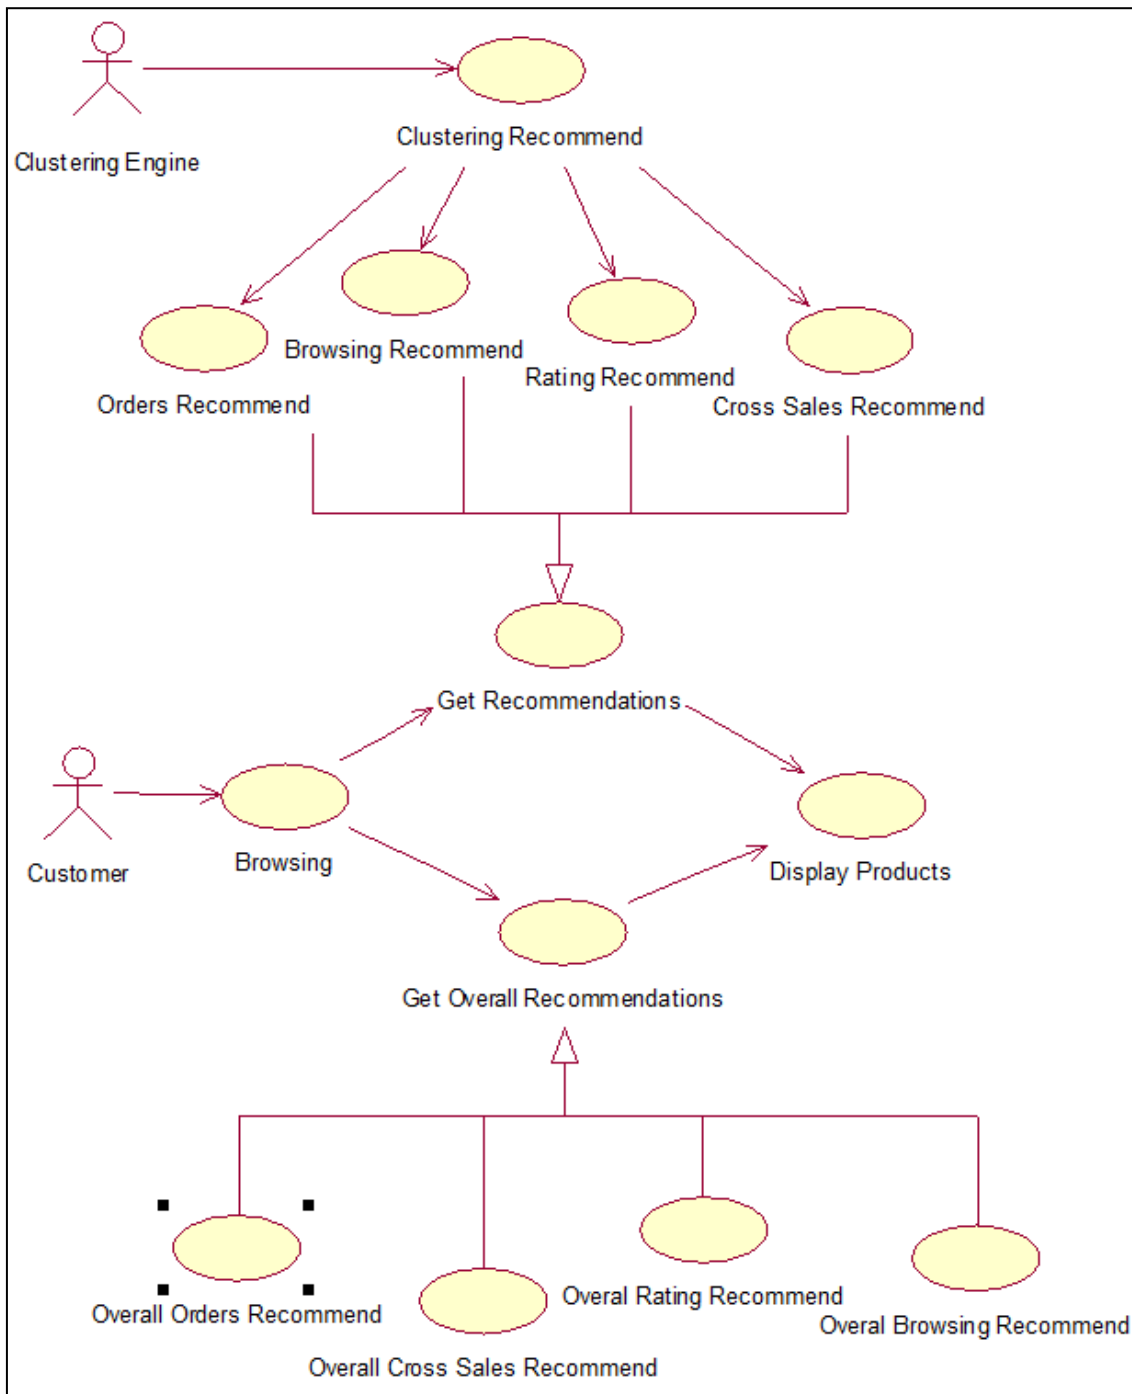 Clustering Engine
Clustering Recommend
Orders Recommend
Browsing Recommend
Rating Recommend
Cross Sales Recommend
Get Recommendations
Customer
Browsing
Display Products
Get Overall Recommendations
Overall Orders Recommend
Overall Cross Sales Recommend
Overal Rating Recommend
Overal Browsing Recommend